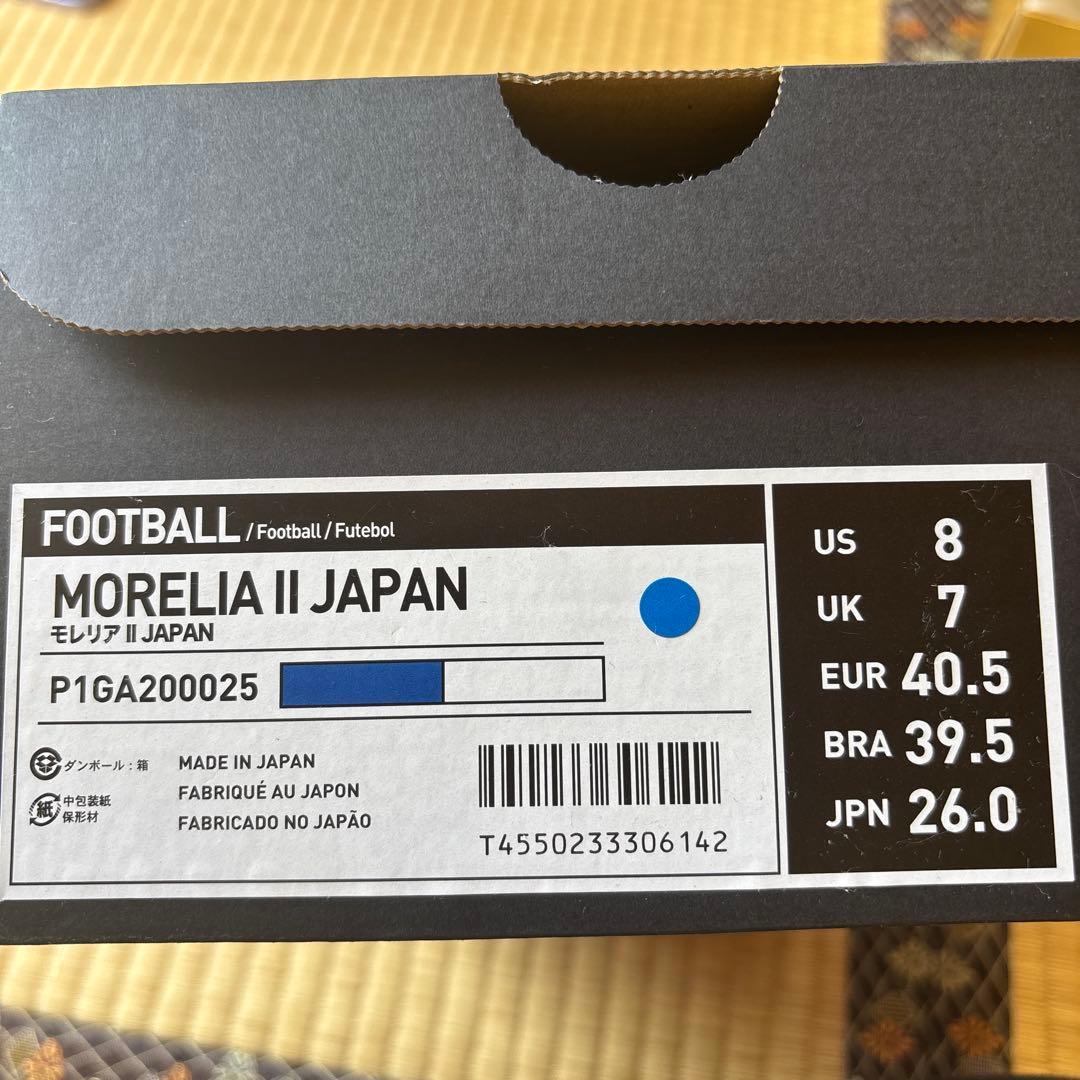 FOOTBALL / Football / Futebol
MORELIA II JAPAN
モレリア II JAPAN
P1GA200025
ダンボール : 箱
紙 中包装紙
保形材
MADE IN JAPAN
FABRIQUÉ AU JAPON
FABRICADO NO JAPÃO
T4550233306142
US 8
UK 7
EUR 40.5
BRA 39.5
JPN 26.0